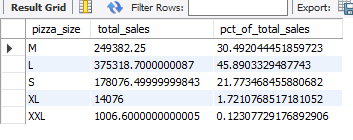 Result Grid Filter Rows: Export:
pizza_size total_sales pct_of_total_sales
M 249382.25 30.492044451859723
L 375318.7000000087 45.8903329487743
S 178076.49999999843 21.773468455880682
XL 14076 1.7210768517181052
XXL 1006.6000000000005 0.12307729176892906